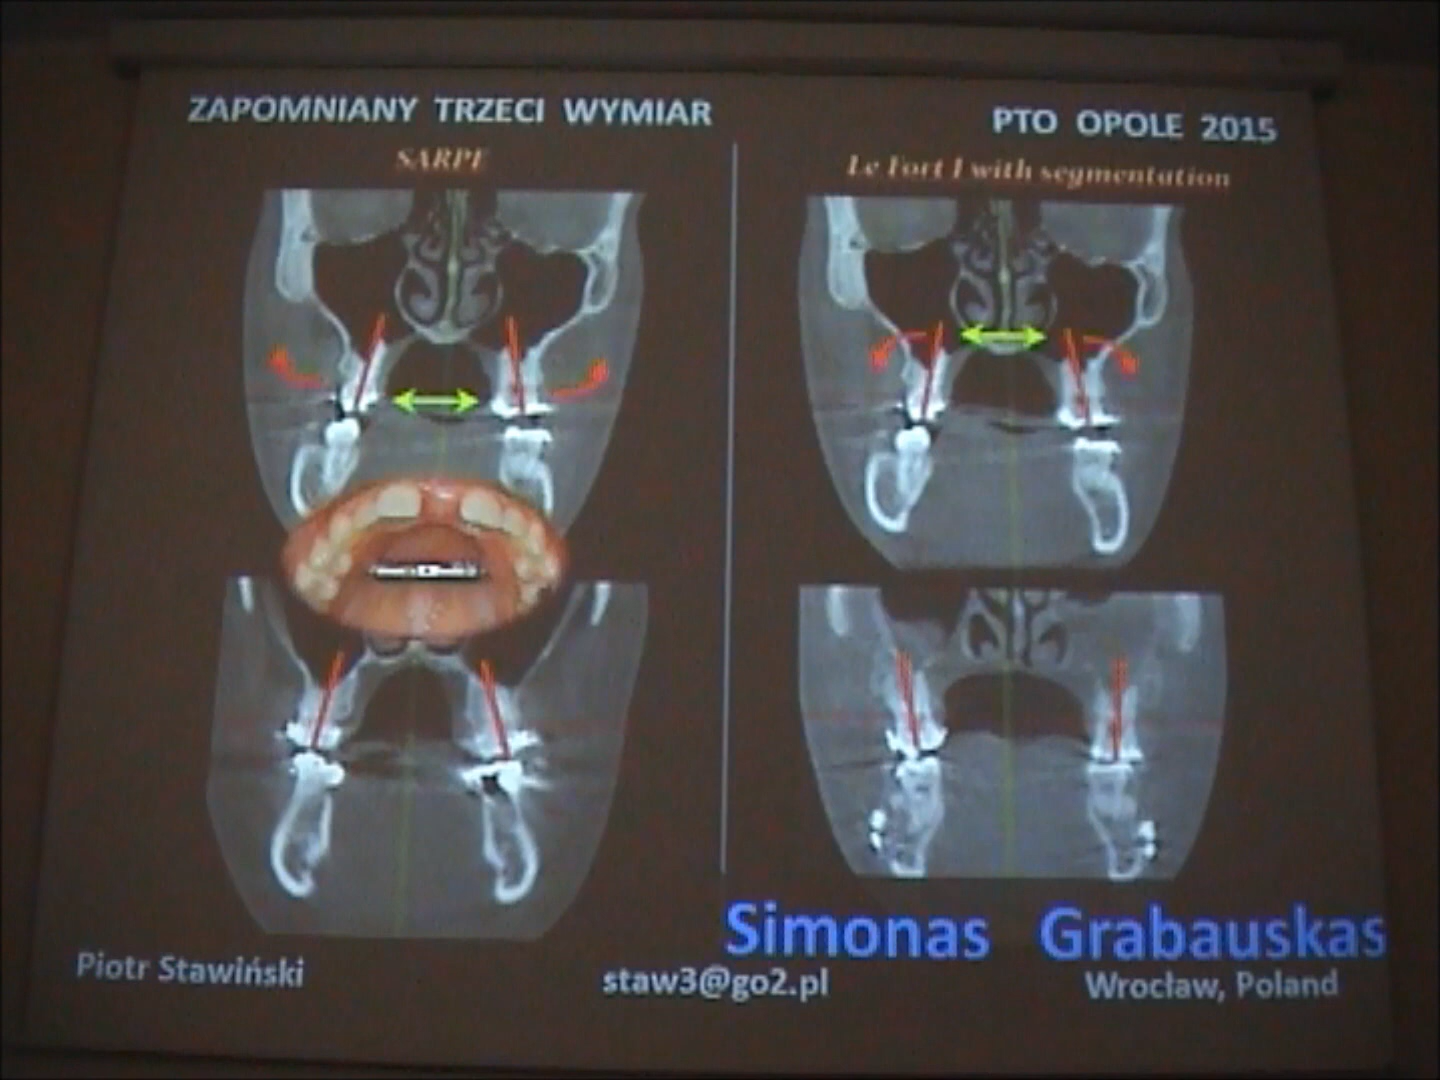 ZAPOMNIANY TRZECI WYMIAR
PTO OPOLE 2015
SARPE
Le Fort I with segmentation
Simonas Grabauskas
Piotr Stawiński
staw3@go2.pl
Wrocław, Poland